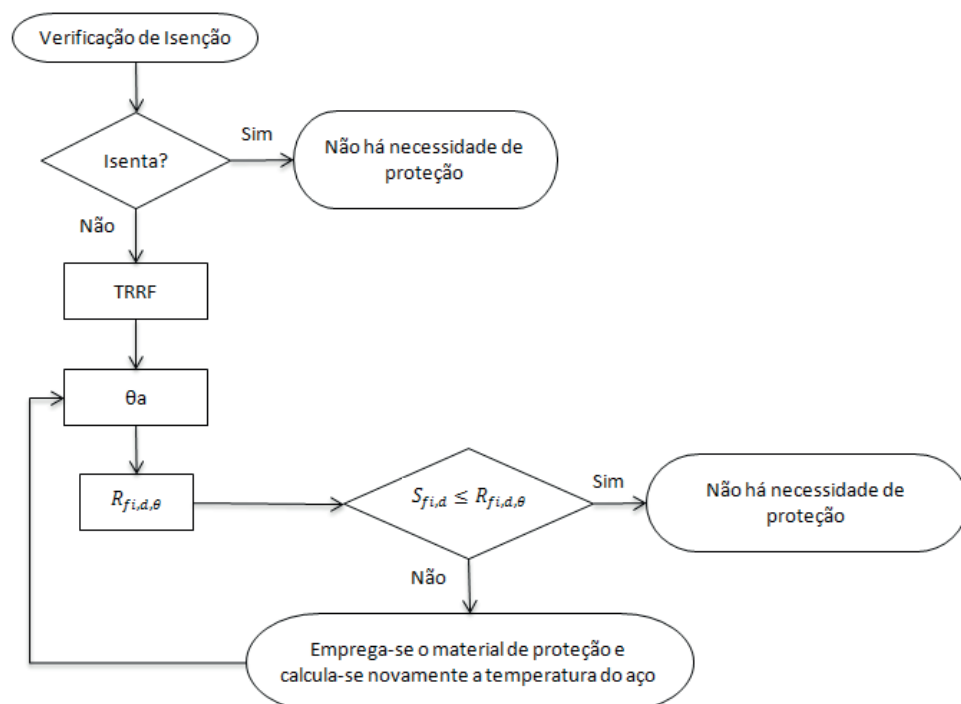 Verificação de Isenção
Sim
Isenta?
Não há necessidade de
proteção
Não
TRRF
θa
R_{fi,d,θ}
S_{fi,d} ≤ R_{fi,d,θ}
Sim
Não há necessidade de
proteção
Não
Emprega-se o material de proteção e
calcula-se novamente a temperatura do aço